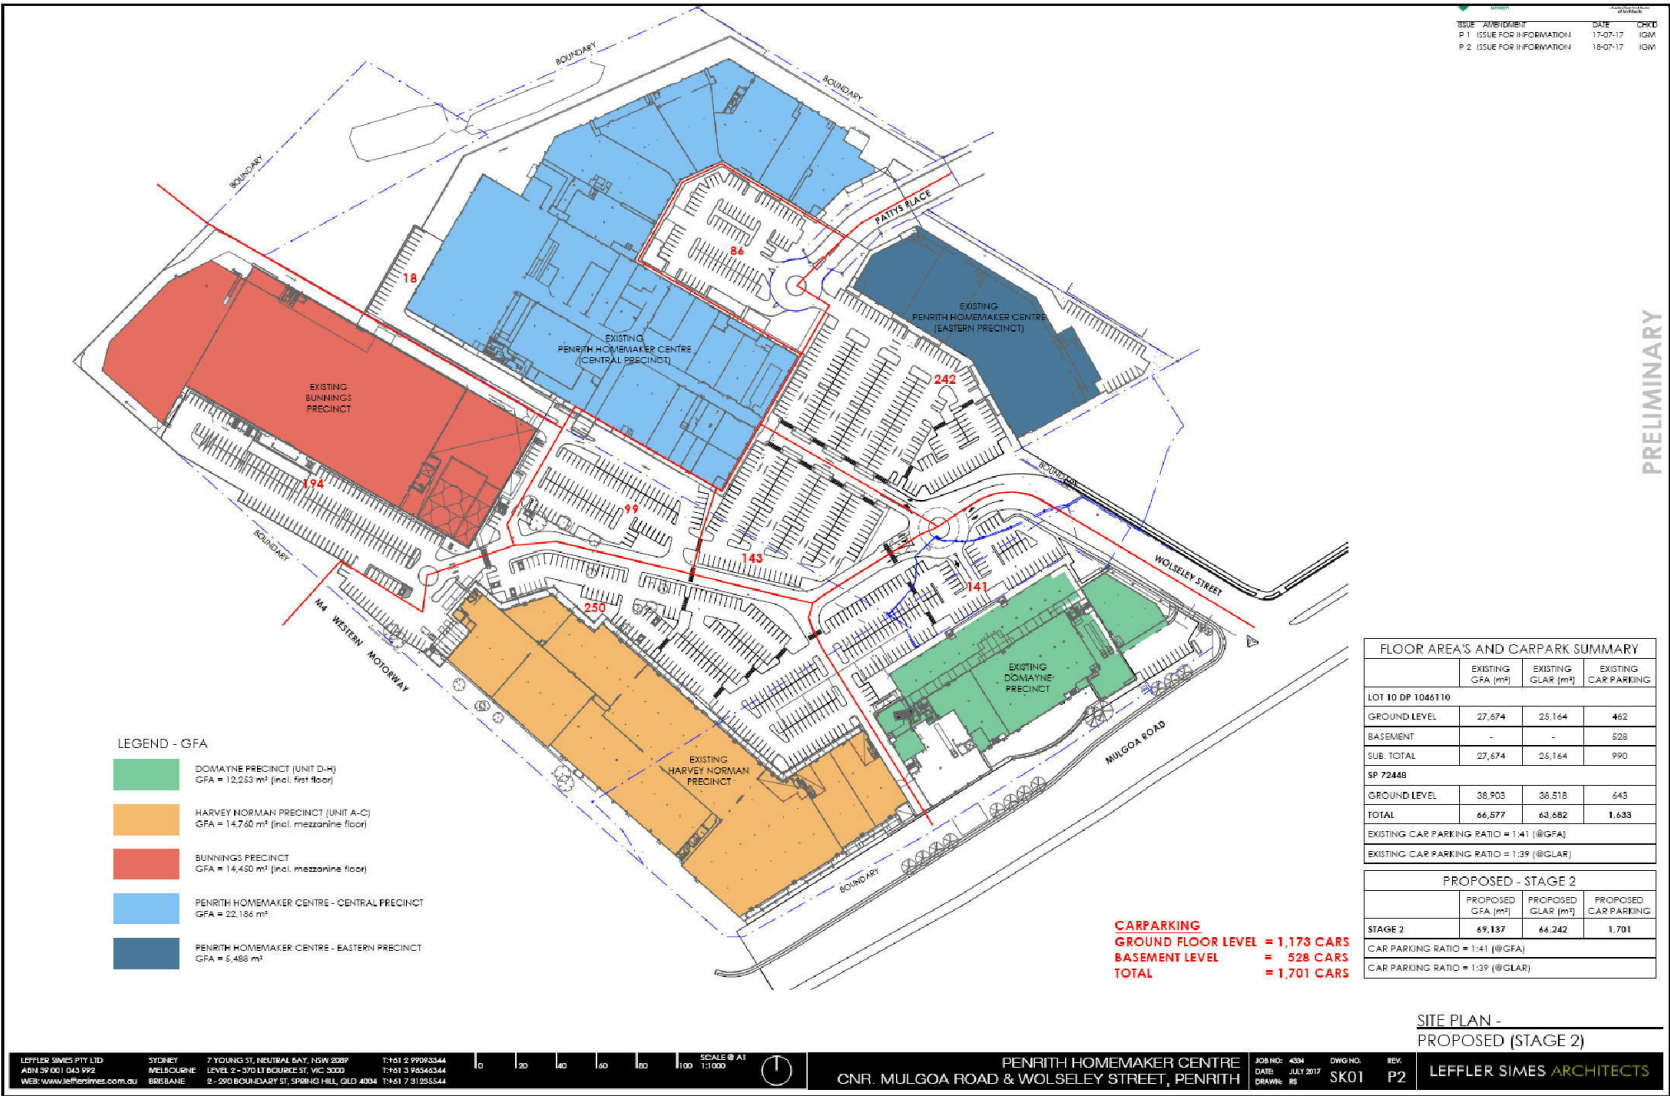 ISSUE AMENDMENT DATE CHK'D
P 1 ISSUE FOR INFORMATION 17-07-17 IGM
P 2 ISSUE FOR INFORMATION 18-07-17 IGM
PRELIMINARY
BOUNDARY
BOUNDARY
BOUNDARY
PATTYS PLACE
86
18
EXISTING
PENRITH HOMEMAKER CENTRE
(EASTERN PRECINCT)
EXISTING
PENRITH HOMEMAKER CENTRE
(CENTRAL PRECINCT)
242
EXISTING
BUNNINGS
PRECINCT
194
99
143
BOUNDARY
BOUNDARY
141
WOLSELEY STREET
250
M4 WESTERN MOTORWAY
EXISTING
DOMAYNE
PRECINCT
EXISTING
HARVEY NORMAN
PRECINCT
MULGOA ROAD
BOUNDARY
LEGEND - GFA
DOMAYNE PRECINCT (UNIT D-H)
GFA = 12,253 m² (incl. first floor)
HARVEY NORMAN PRECINCT (UNIT A-C)
GFA = 14,760 m² (incl. mezzanine floor)
BUNNINGS PRECINCT
GFA = 14,450 m² (incl. mezzanine floor)
PENRITH HOMEMAKER CENTRE - CENTRAL PRECINCT
GFA = 22,186 m²
PENRITH HOMEMAKER CENTRE - EASTERN PRECINCT
GFA = 5,488 m²
CARPARKING
GROUND FLOOR LEVEL = 1,173 CARS
BASEMENT LEVEL = 528 CARS
TOTAL = 1,701 CARS
FLOOR AREA'S AND CARPARK SUMMARY
EXISTING GFA (m²) EXISTING GLAR (m²) EXISTING CAR PARKING
LOT 10 DP 1046110
GROUND LEVEL 27,674 25,164 462
BASEMENT - - 528
SUB. TOTAL 27,674 25,164 990
SP 72448
GROUND LEVEL 38,903 38,518 643
TOTAL 66,577 63,682 1,633
EXISTING CAR PARKING RATIO = 1:41 (@GFA)
EXISTING CAR PARKING RATIO = 1:39 (@GLAR)
PROPOSED - STAGE 2
PROPOSED GFA (m²) PROPOSED GLAR (m²) PROPOSED CAR PARKING
STAGE 2 69,137 66,242 1,701
CAR PARKING RATIO = 1:41 (@GFA)
CAR PARKING RATIO = 1:39 (@GLAR)
SITE PLAN -
PROPOSED (STAGE 2)
LEFFLER SIMES PTY LTD SYDNEY 7 YOUNG ST, NEUTRAL BAY, NSW 2089 T:+61 2 99093344
ABN 39 001 043 992 MELBOURNE LEVEL 2 - 370 LT BOURKE ST, VIC 3000 T:+61 3 96546344
WEB: www.lefflersimes.com.au BRISBANE 2 - 290 BOUNDARY ST, SPRING HILL, QLD 4004 T:+61 7 31255544
0 20 40 60 80 100 SCALE @ A1
1:1000
PENRITH HOMEMAKER CENTRE
CNR. MULGOA ROAD & WOLSELEY STREET, PENRITH
JOB NO: 4334 DWG NO. REV.
DATE: JULY 2017 SK01 P2
DRAWN: RS
LEFFLER SIMES ARCHITECTS